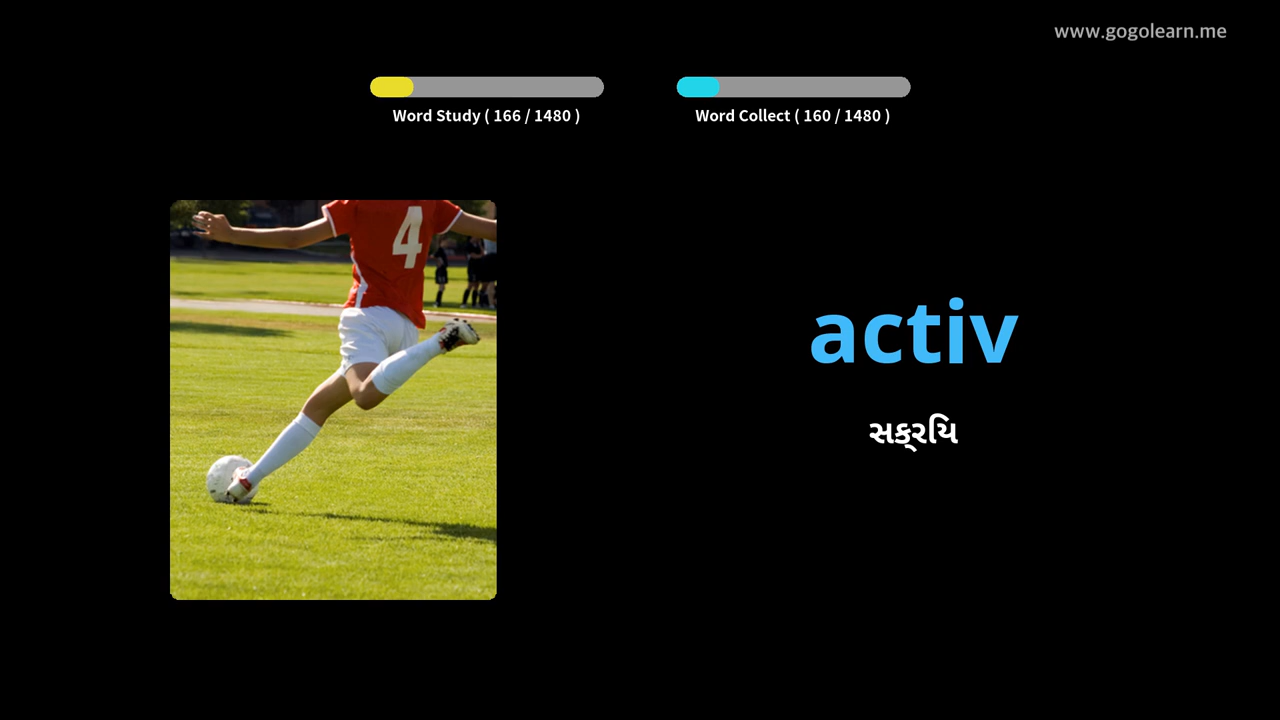 www.gogolearn.me
Word Study ( 166 / 1480 )
Word Collect ( 160 / 1480 )
4
activ
સક્રિય